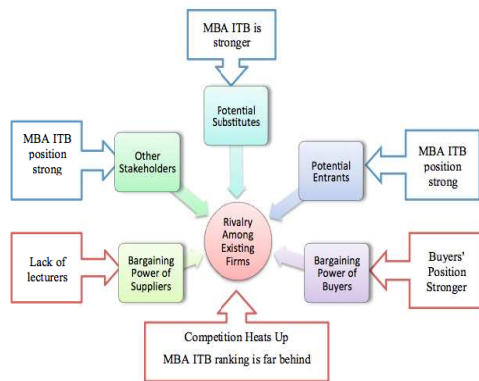 MBA ITB is
stronger
Potential
Substitutes
MBA ITB
position
strong
Other
Stakeholders
Potential
Entrants
MBA ITB
position
strong
Rivalry
Among
Existing
Firms
Lack of
lecturers
Bargaining
Power of
Suppliers
Bargaining
Power of
Buyers
Buyers'
Position
Stronger
Competition Heats Up
MBA ITB ranking is far behind